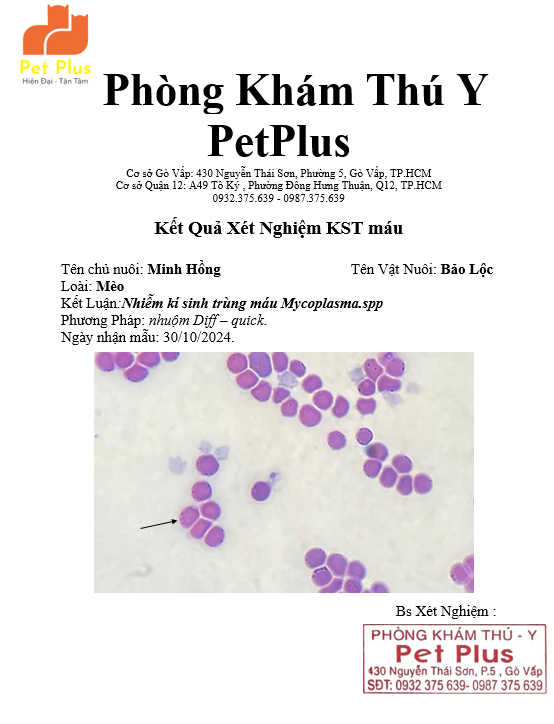 Pet Plus
Hiện Đại - Tận Tâm
Phòng Khám Thú Y
PetPlus
Cơ sở Gò Vấp: 430 Nguyễn Thái Sơn, Phường 5, Gò Vấp, TP.HCM
Cơ sở Quận 12: A49 Tô Ký , Phường Đông Hưng Thuận, Q12, TP.HCM
0932.375.639 - 0987.375.639
Kết Quả Xét Nghiệm KST máu
Tên chủ nuôi: Minh Hồng Tên Vật Nuôi: Bảo Lộc
Loài: Mèo
Kết Luận:Nhiễm kí sinh trùng máu Mycoplasma.spp
Phương Pháp: nhuộm Diff – quick.
Ngày nhận mẫu: 30/10/2024.
Bs Xét Nghiệm :
PHÒNG KHÁM THÚ - Y
Pet Plus
430 Nguyễn Thái Sơn, P.5 , Gò Vấp
SĐT: 0932 375 639- 0987 375 639